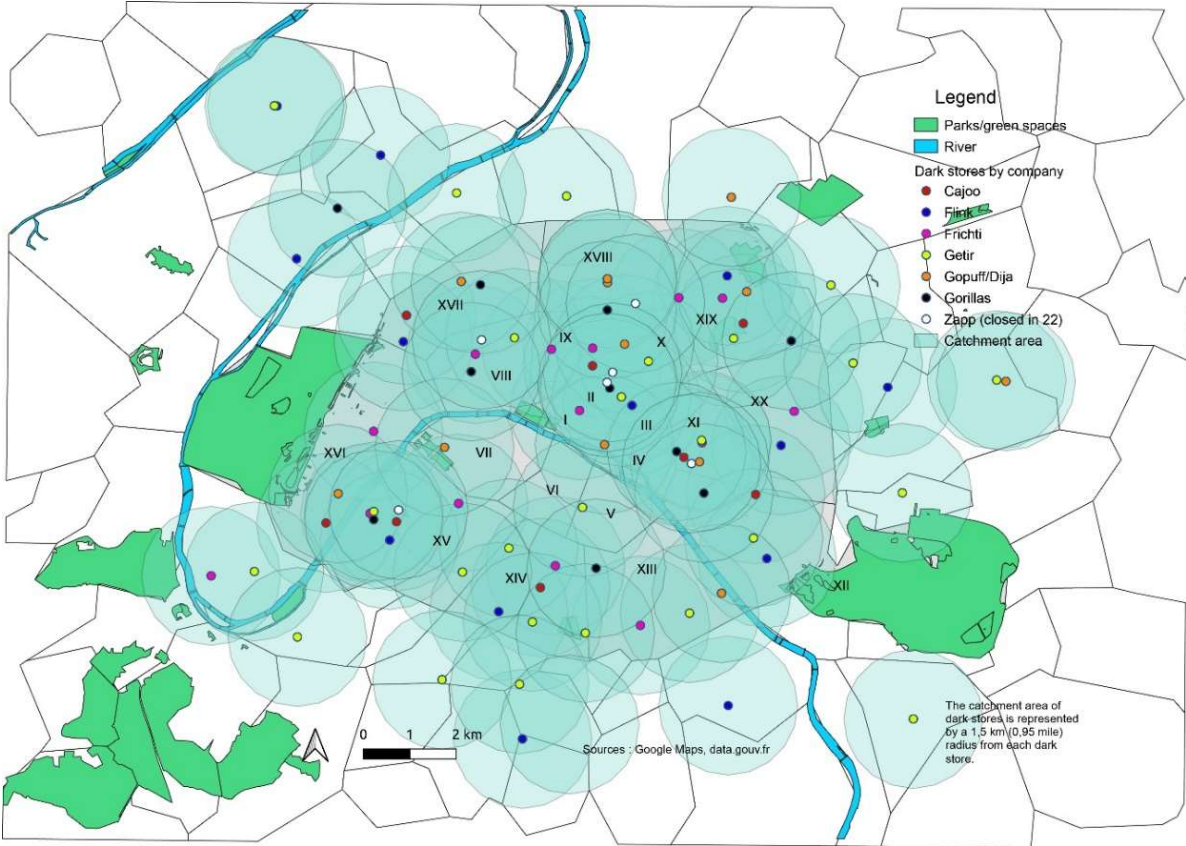 Legend
Parks/green spaces
River
Dark stores by company
Cajoo
Flink
Frichti
Getir
Gopuff/Dija
Gorillas
Zapp (closed in 22)
Catchment area
XVIII
XVII
XIX
IX
X
VIII
XX
II
I
III
XI
XVI
VII
IV
VI
V
XV
XIV
XIII
XII
The catchment area of
dark stores is represented
by a 1,5 km (0,95 mile)
radius from each dark
store.
0 1 2 km
Sources : Google Maps, data.gouv.fr